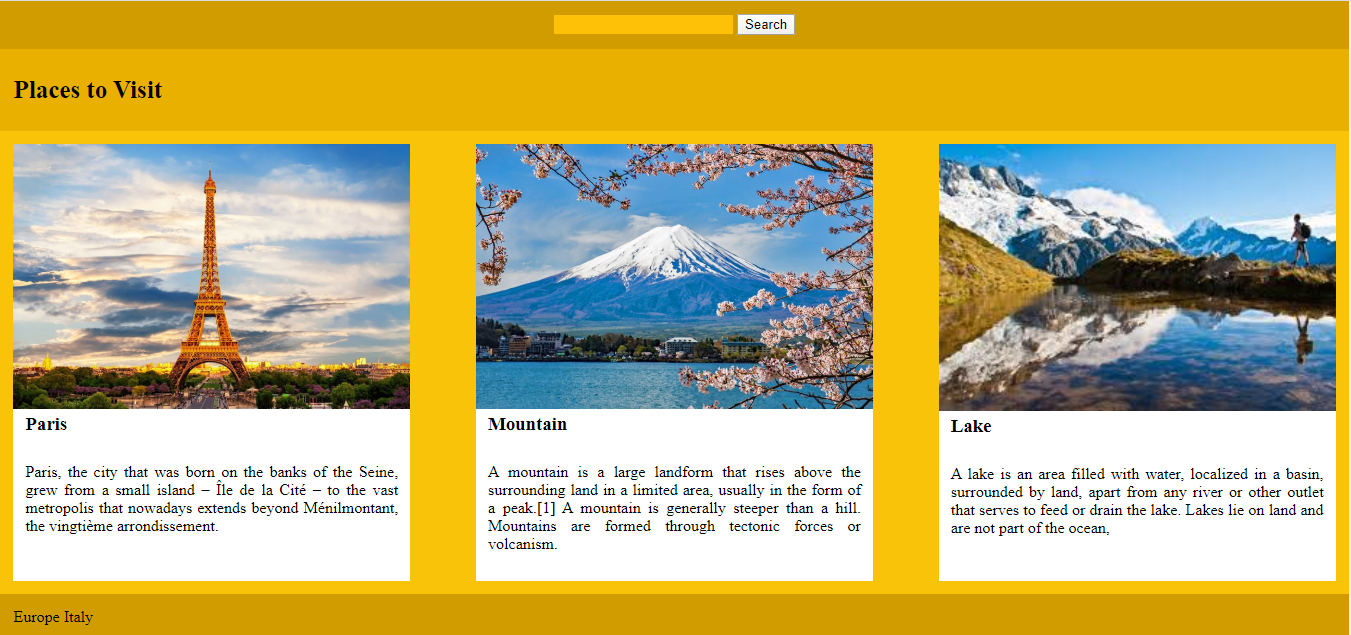 Search
Places to Visit
Paris
Paris, the city that was born on the banks of the Seine,
grew from a small island – Île de la Cité – to the vast
metropolis that nowadays extends beyond Ménilmontant,
the vingtième arrondissement.
Mountain
A mountain is a large landform that rises above the
surrounding land in a limited area, usually in the form of
a peak.[1] A mountain is generally steeper than a hill.
Mountains are formed through tectonic forces or
volcanism.
Lake
A lake is an area filled with water, localized in a basin,
surrounded by land, apart from any river or other outlet
that serves to feed or drain the lake. Lakes lie on land and
are not part of the ocean,
Europe Italy